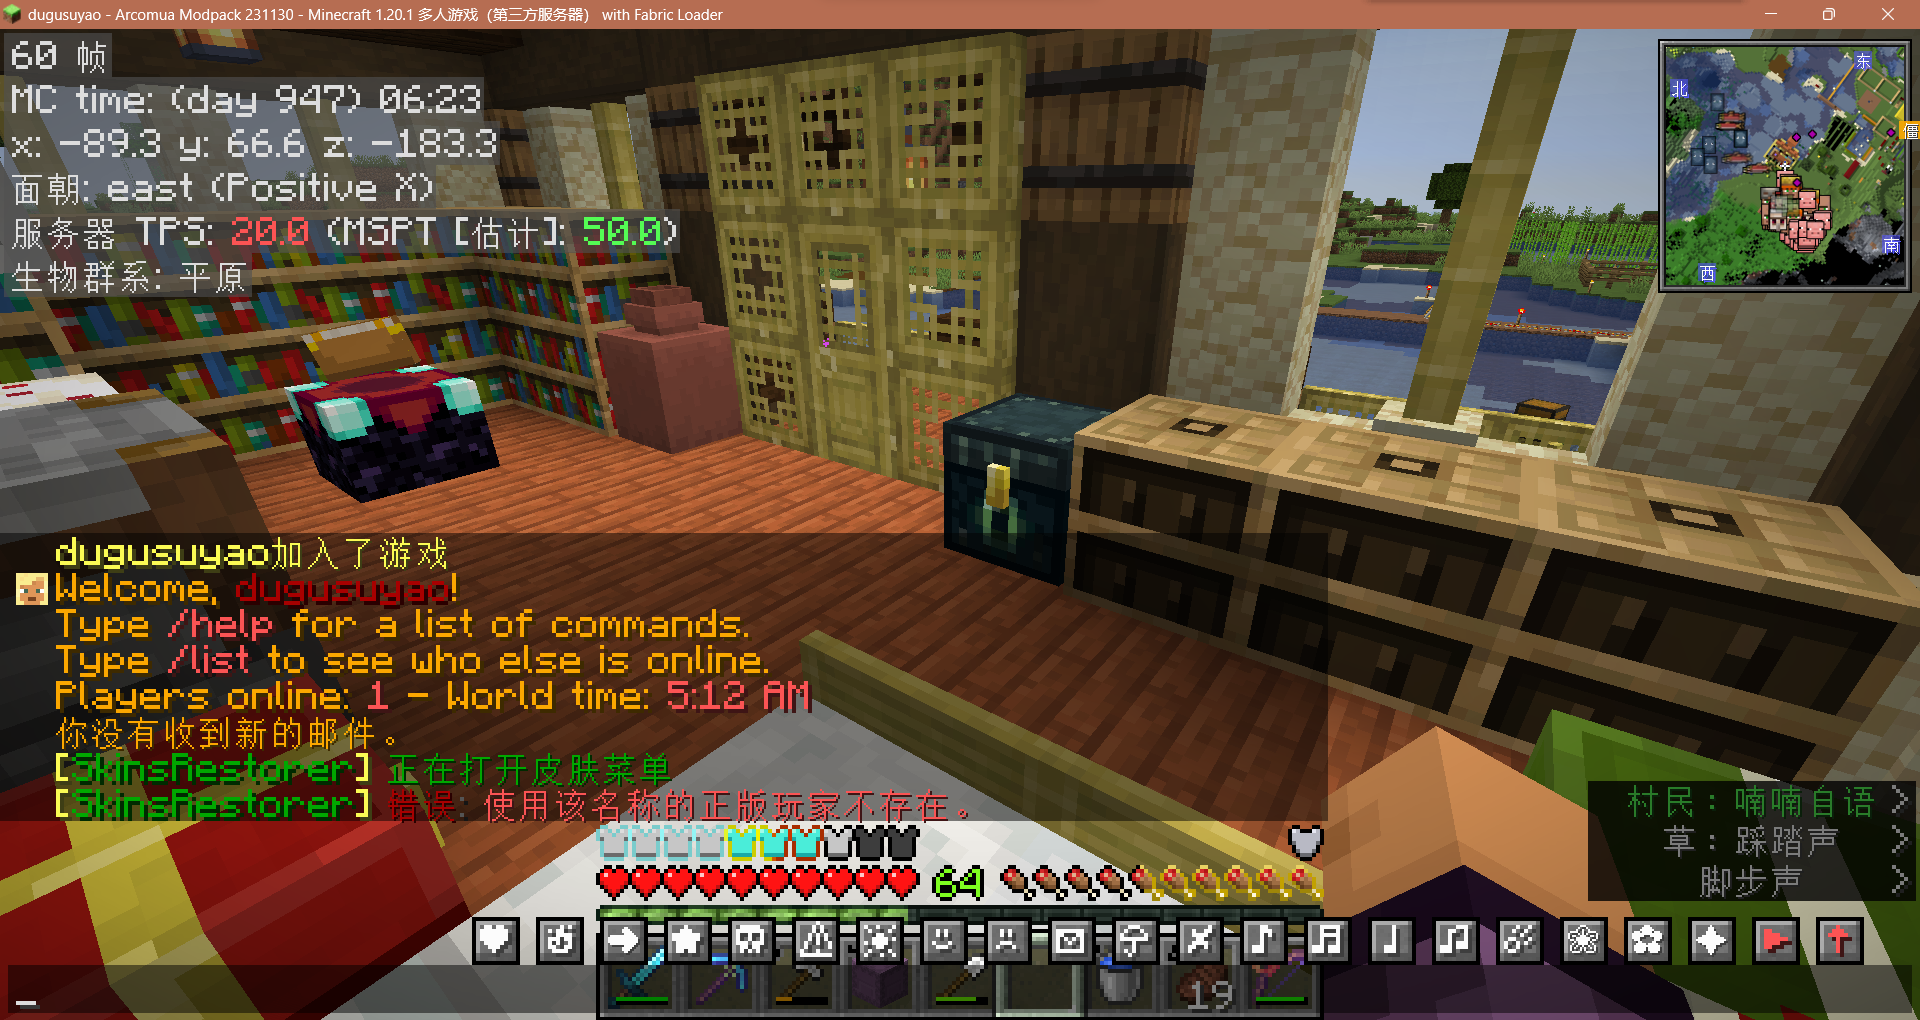 dugusuyao - Arcomua Modpack 231130 - Minecraft 1.20.1 多人游戏（第三方服务器） with Fabric Loader
60 帧
MC time: (day 947) 06:23
x: -89.3 y: 66.6 z: -183.3
面朝: east (Positive X)
服务器 TPS: 20.0 (MSPT [估计]: 50.0)
生物群系: 平原
东
北
僵
南
西
dugusuyao加入了游戏
Welcome, dugusuyao!
Type /help for a list of commands.
Type /list to see who else is online.
Players online: 1 - World time: 5:12 AM
你没有收到新的邮件。
[SkinsRestorer] 正在打开皮肤菜单
[SkinsRestorer] 错误: 使用该名称的正版玩家不存在。
村民：喃喃自语 >
草：踩踏声 >
脚步声 >
64
19